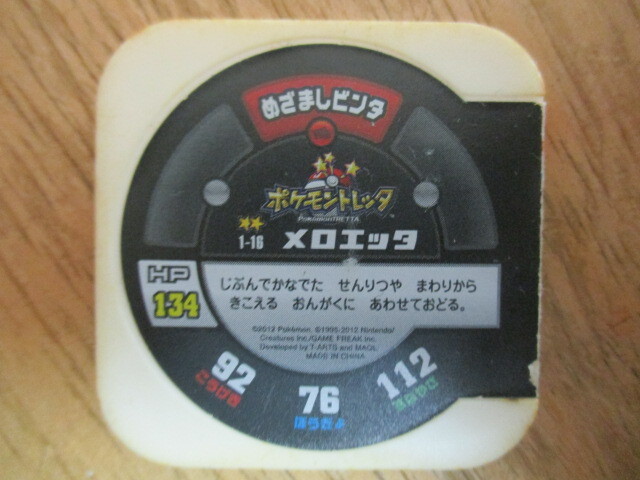 めざましビンタ
ポケモントレッタ
POKÉMONTRETTA
1-16 メロエッタ
HP
134
じぶんでかなでた せんりつや まわりから
きこえる おんがくに あわせておどる。
©2012 Pokémon. ©1995-2012 Nintendo/
Creatures Inc./GAME FREAK inc.
Developed by T-ARTS and MAGIL
MADE IN CHINA
92
こうげき
76
ぼうぎょ
112
すばやさ